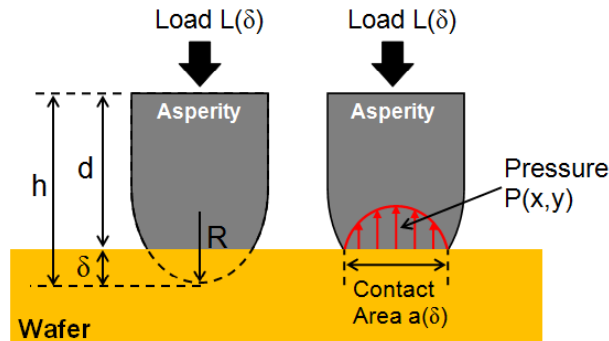 Load L(δ)
Load L(δ)
Asperity
Asperity
h
d
R
δ
Pressure
P(x,y)
Contact
Area a(δ)
Wafer